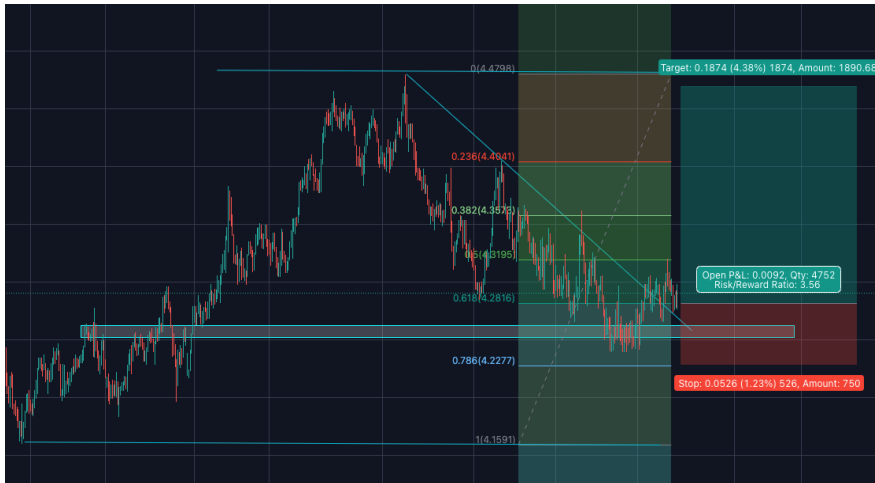 0(4.4798)
Target: 0.1874 (4.38%) 1874, Amount: 1890.68
0.236(4.4041)
0.382(4.3573)
0.5(4.3195)
Open P&L: 0.0092, Qty: 4752
Risk/Reward Ratio: 3.56
0.618(4.2816)
0.786(4.2277)
Stop: 0.0526 (1.23%) 526, Amount: 750
1(4.1591)